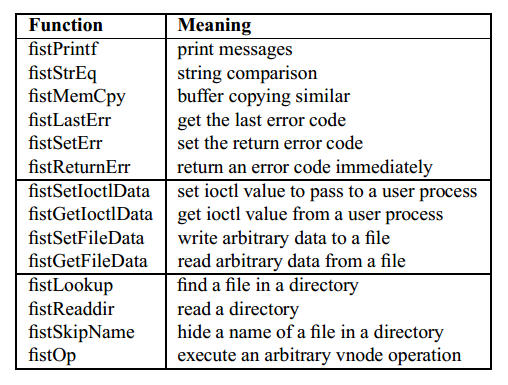 Function Meaning
fistPrintf print messages
fistStrEq string comparison
fistMemCpy buffer copying similar
fistLastErr get the last error code
fistSetErr set the return error code
fistReturnErr return an error code immediately
fistSetIoctlData set ioctl value to pass to a user process
fistGetIoctlData get ioctl value from a user process
fistSetFileData write arbitrary data to a file
fistGetFileData read arbitrary data from a file
fistLookup find a file in a directory
fistReaddir read a directory
fistSkipName hide a name of a file in a directory
fistOp execute an arbitrary vnode operation